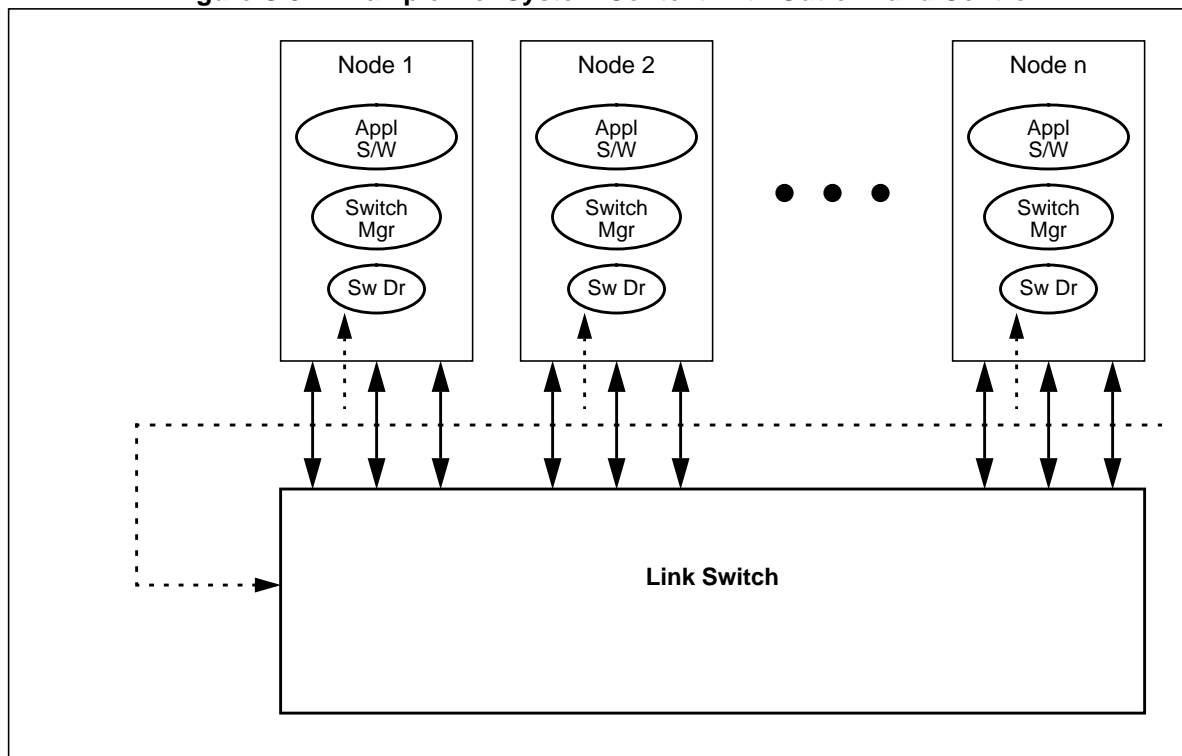 Node 1
Node 2
Node n
Appl
S/W
Appl
S/W
Appl
S/W
Switch
Mgr
Switch
Mgr
Switch
Mgr
Sw Dr
Sw Dr
Sw Dr
Link Switch